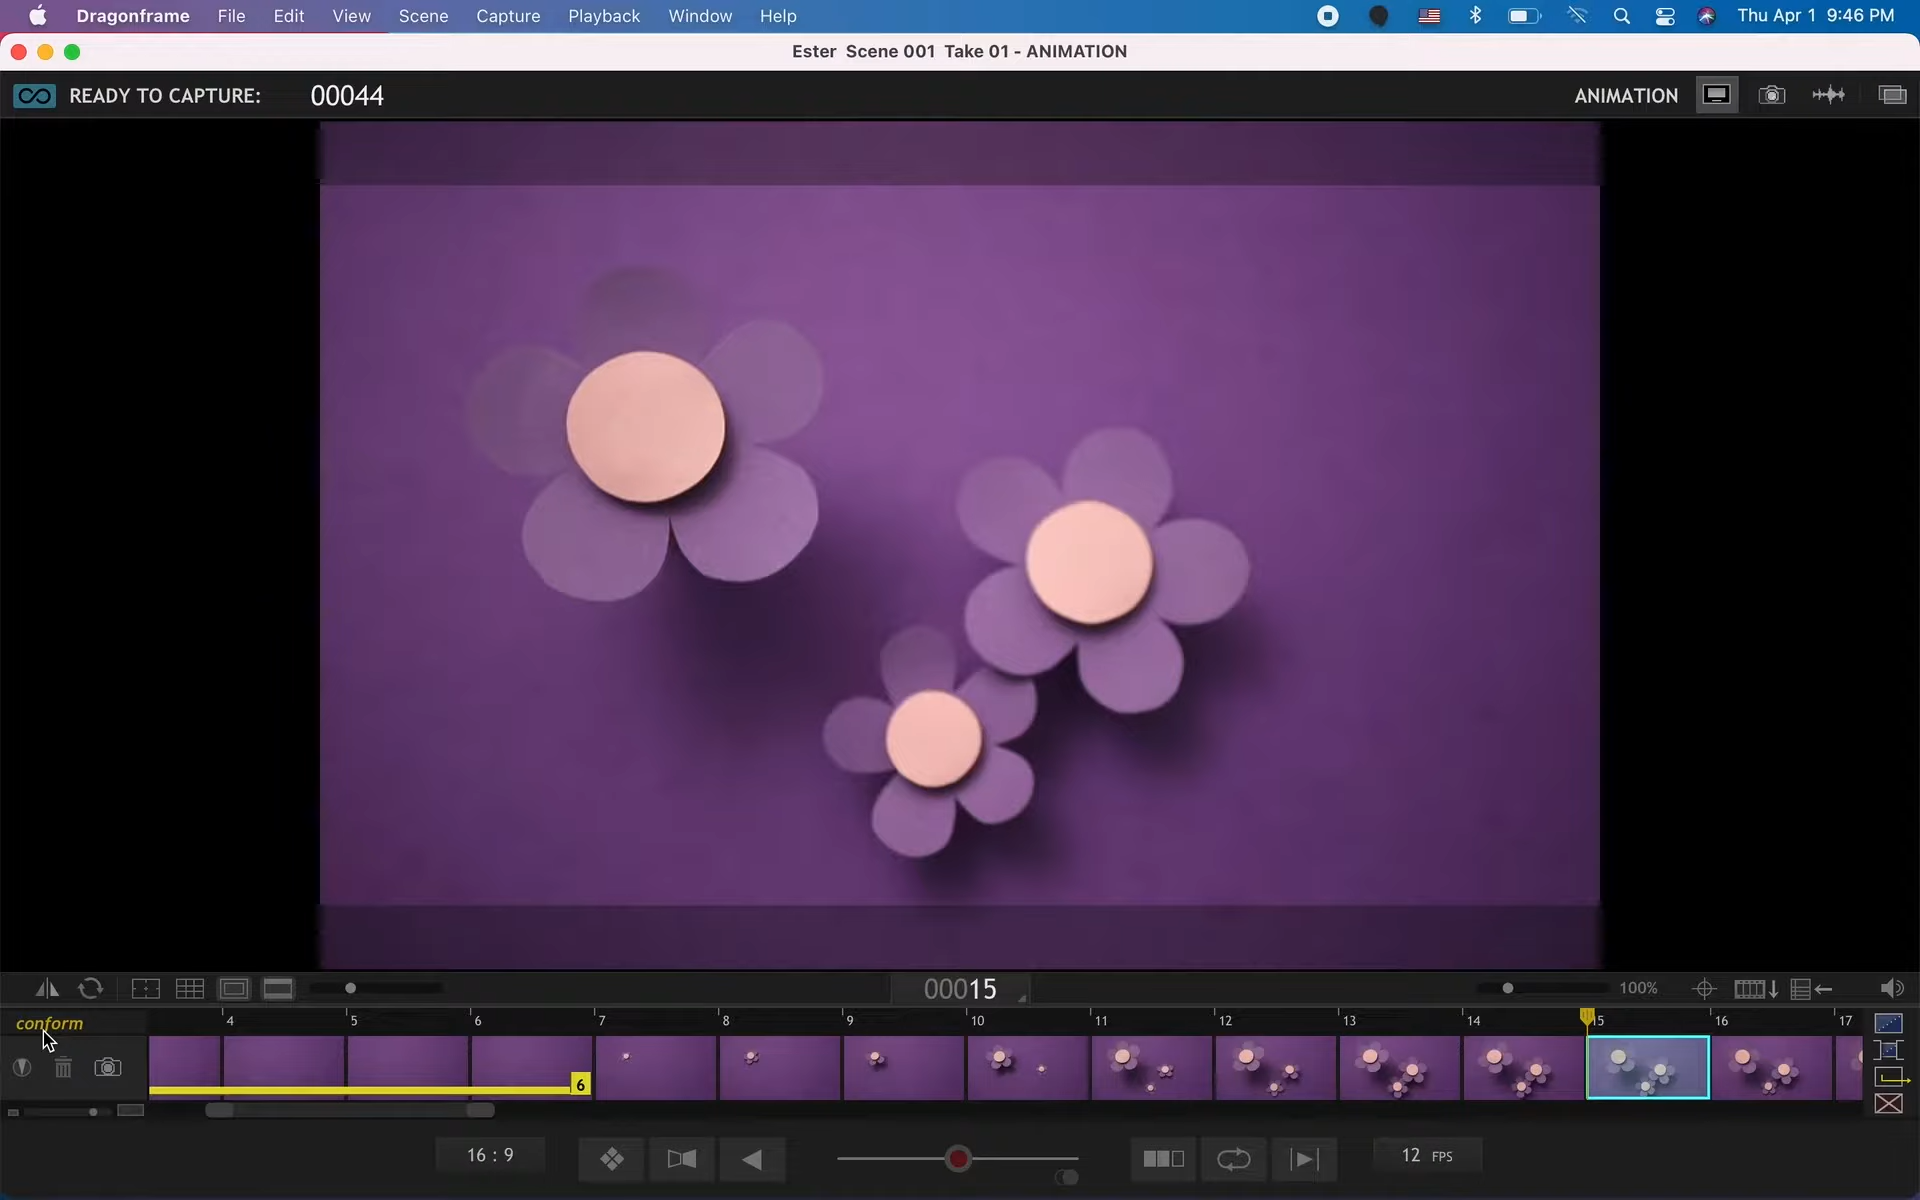 Dragonframe File Edit View Scene Capture Playback Window Help Thu Apr 1 9:46 PM
Ester Scene 001 Take 01 - ANIMATION
READY TO CAPTURE: 00044 ANIMATION
00015 100%
conform 4 5 6 7 8 9 10 11 12 13 14 15 16 17
6
16 : 9 12 FPS